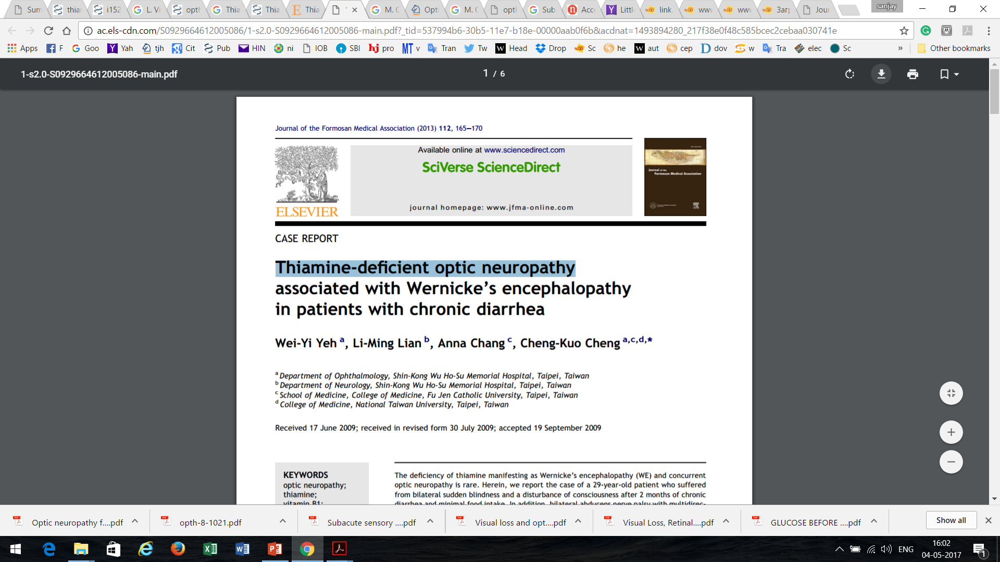 sanjay
Sum
thiar
i152
L. Vi
opth
Thia
Thia
Thia
M. C
Opti
M. C
opth
Sub
Acce
Littl
link.
www
www
Jour
ac.els-cdn.com/S0929664612005086/1-s2.0-S0929664612005086-main.pdf?_tid=537994b6-30b5-11e7-b18e-00000aab0f6b&acdnat=1493894280_217f38e0f48c585bcec2cebaa030741e
Apps F Goo Yah tjh Cit Pub HIN ni IOB SBI pro v Tran Tw Head Drop Sc he aut cep dov w Tra elec Sc » Other bookmarks
1-s2.0-S0929664612005086-main.pdf
1 / 6
Journal of the Formosan Medical Association (2013) 112, 165–170
Available online at www.sciencedirect.com
SciVerse ScienceDirect
journal homepage: www.jfma-online.com
ELSEVIER
Journal of the
Formosan Medical Association
CASE REPORT
Thiamine-deficient optic neuropathy
associated with Wernicke’s encephalopathy
in patients with chronic diarrhea
Wei-Yi Yeh a, Li-Ming Lian b, Anna Chang c, Cheng-Kuo Cheng a,c,d,*
a Department of Ophthalmology, Shin-Kong Wu Ho-Su Memorial Hospital, Taipei, Taiwan
b Department of Neurology, Shin-Kong Wu Ho-Su Memorial Hospital, Taipei, Taiwan
c School of Medicine, College of Medicine, Fu Jen Catholic University, Taipei, Taiwan
d College of Medicine, National Taiwan University, Taipei, Taiwan
Received 17 June 2009; received in revised form 30 July 2009; accepted 19 September 2009
KEYWORDS
optic neuropathy;
thiamine;
vitamin B1;
The deficiency of thiamine manifesting as Wernicke’s encephalopathy (WE) and concurrent
optic neuropathy is rare. Herein, we report the case of a 29-year-old patient who suffered
from bilateral sudden blindness and a disturbance of consciousness after 2 months of chronic
diarrhea and minimal food intake. In addition, bilateral abducens nerve palsy with multidirec-
Optic neuropathy f....pdf
opth-8-1021.pdf
Subacute sensory ....pdf
Visual loss and opt....pdf
Visual Loss, Retinal....pdf
GLUCOSE BEFORE ....pdf
Show all
ENG
16:02
04-05-2017
1